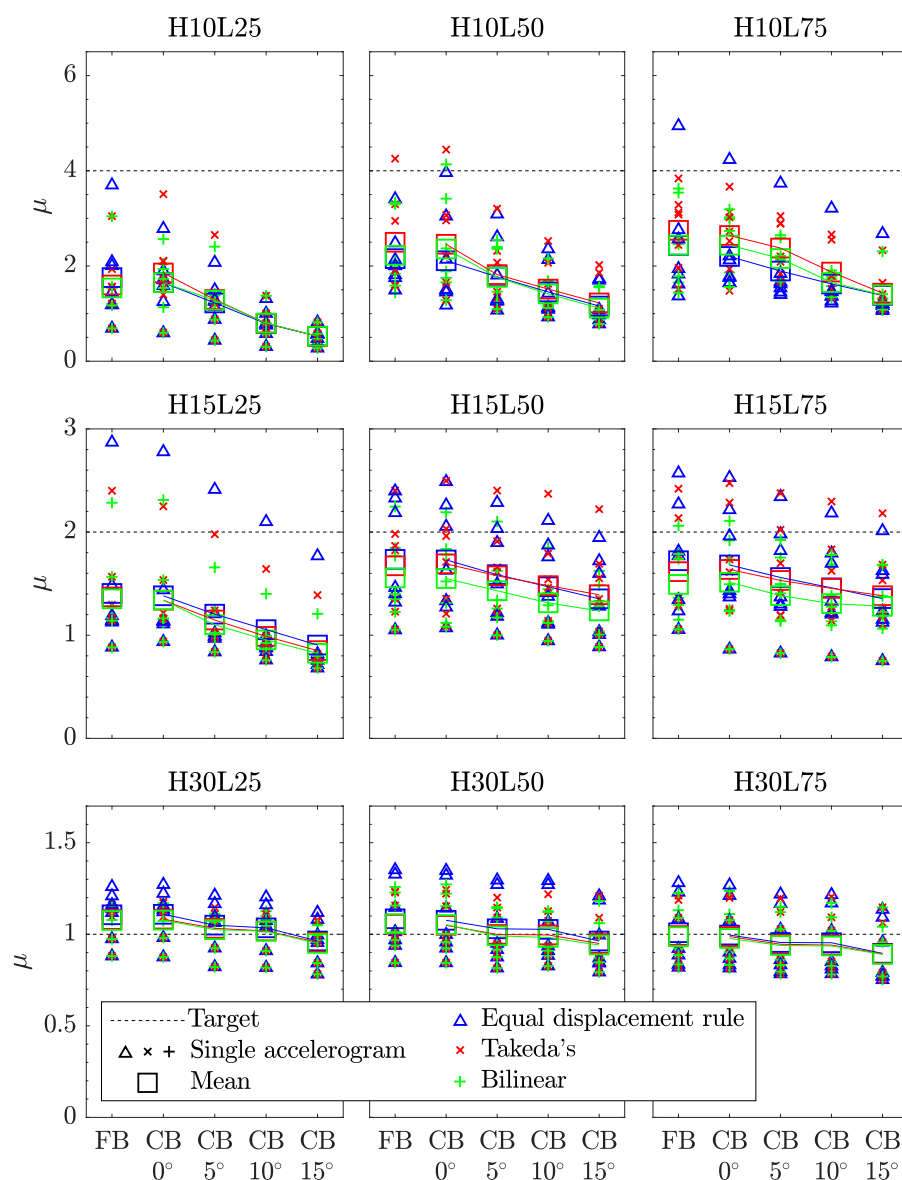 H10L25 H10L50 H10L75
6
4
2
0
μ
H15L25 H15L50 H15L75
3
2
1
0
μ
H30L25 H30L50 H30L75
1.5
1
0.5
0
μ
Target
Single accelerogram
Mean
Equal displacement rule
Takeda's
Bilinear
FB CB CB CB CB FB CB CB CB CB FB CB CB CB CB
0° 5° 10° 15° 0° 5° 10° 15° 0° 5° 10° 15°